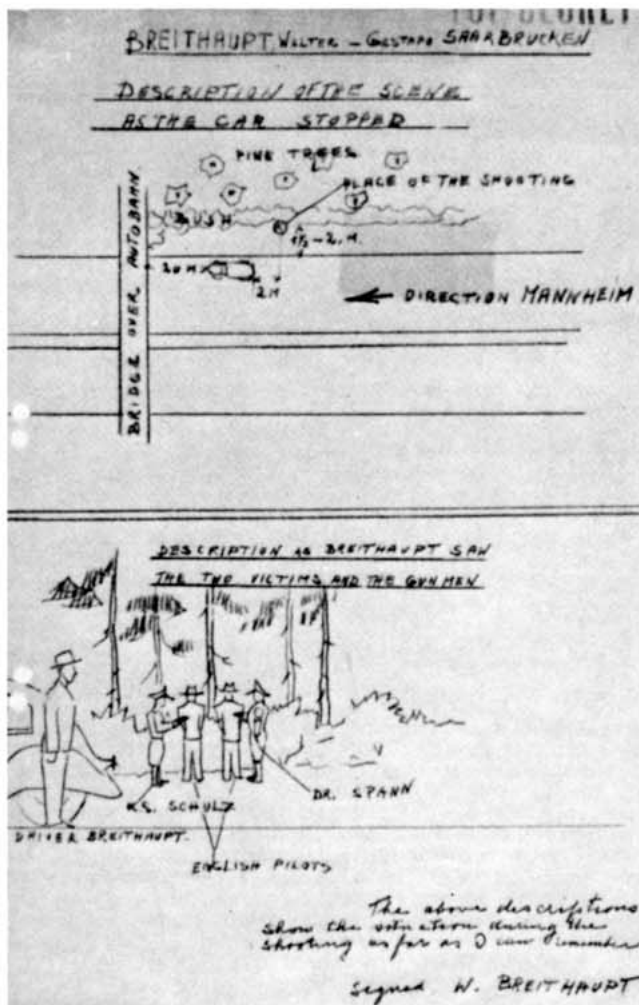 TOP SECRET
BREITHAUPT, WALTER – GESTAPO SAARBRUCKEN
DESCRIPTION OF THE SCENE
AS THE CAR STOPPED
PINE TREES
PLACE OF THE SHOOTING
BUSH
1½ – 2. M.
20 M
2 M
DIRECTION MANNHEIM
BRIDGE OVER AUTOBAHN.
DESCRIPTION AS BREITHAUPT SAW
THE TWO VICTIMS AND THE GUNMEN
K.S. SCHULZ
DR. SPANN
DRIVER BREITHAUPT.
ENGLISH PILOTS
The above descriptions
show the situation during the
shooting as far as I can remember
Signed. W. BREITHAUPT